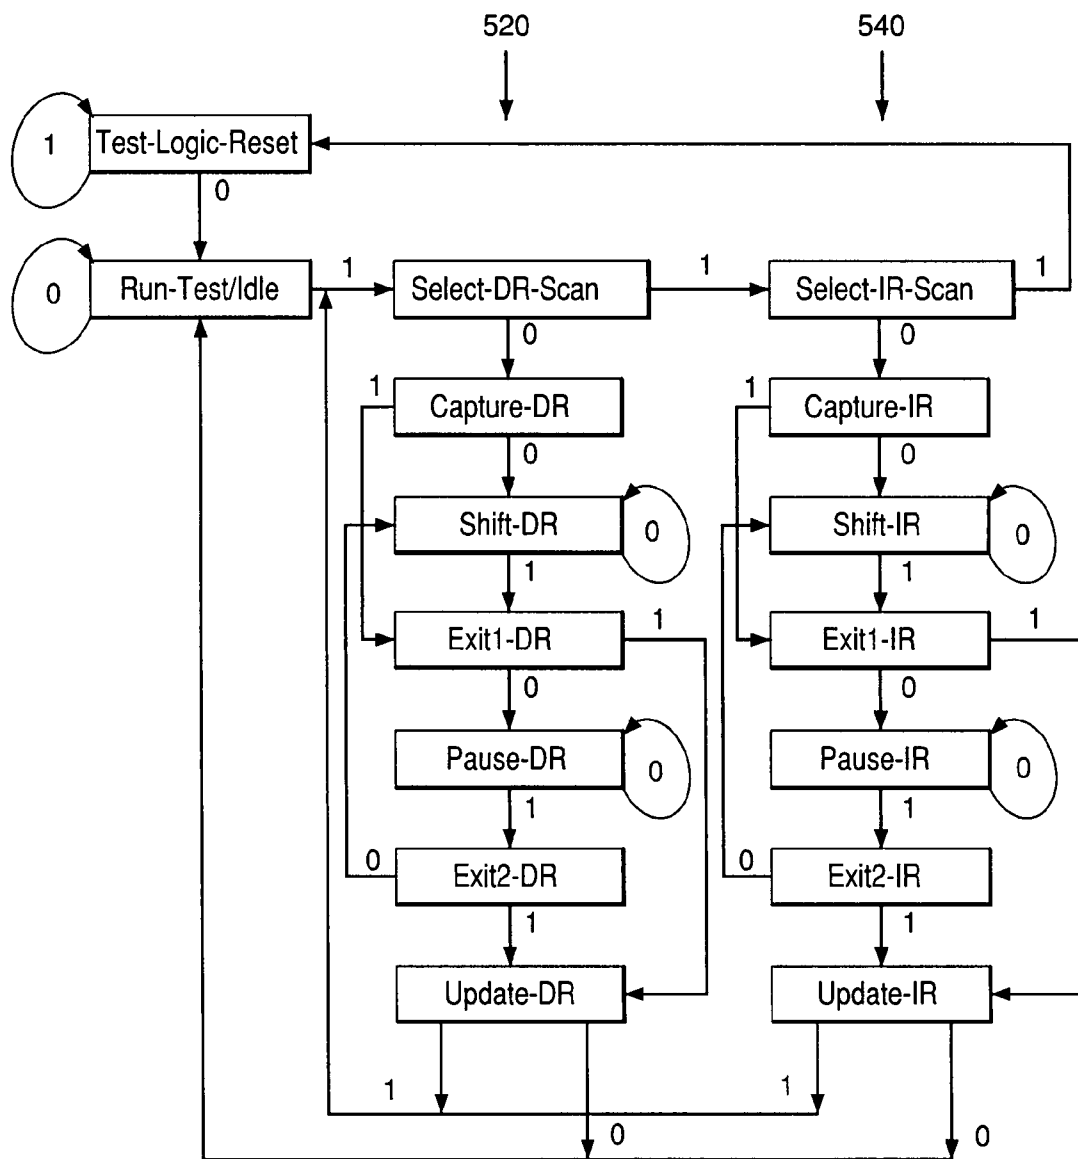 520 540
1 Test-Logic-Reset
0
0 Run-Test/Idle 1 Select-DR-Scan 1 Select-IR-Scan 1
0 0
1 Capture-DR 1 Capture-IR
0 0
Shift-DR 0 Shift-IR 0
1 1
Exit1-DR 1 Exit1-IR 1
0 0
Pause-DR 0 Pause-IR 0
1 1
0 Exit2-DR 0 Exit2-IR
1 1
Update-DR Update-IR
1 1
0 0